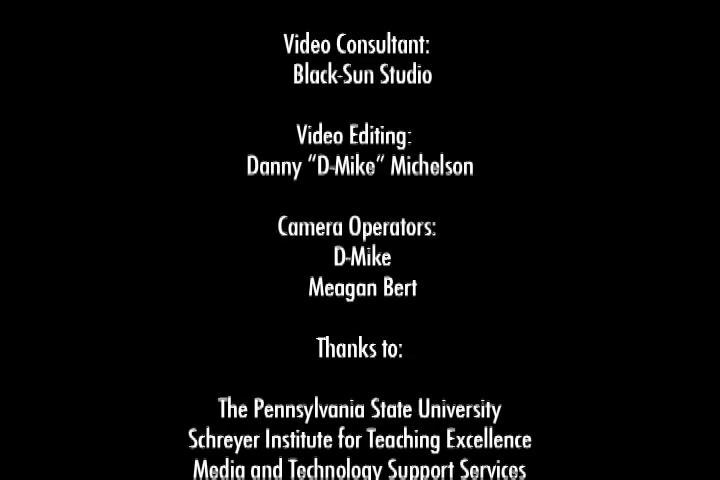 Video Consultant:
Black-Sun Studio
Video Editing:
Danny “D-Mike” Michelson
Camera Operators:
D-Mike
Meagan Bert
Thanks to:
The Pennsylvania State University
Schreyer Institute for Teaching Excellence
Media and Technology Support Services